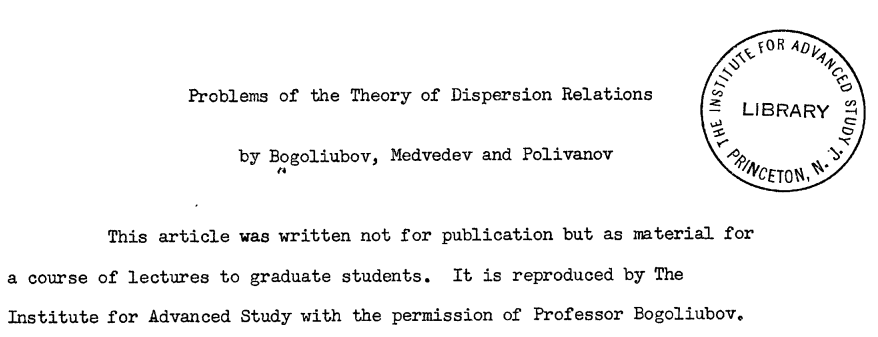 Problems of the Theory of Dispersion Relations
THE INSTITUTE FOR ADVANCED STUDY
LIBRARY
PRINCETON, N. J.
by Bogoliubov, Medvedev and Polivanov
This article was written not for publication but as material for
a course of lectures to graduate students. It is reproduced by The
Institute for Advanced Study with the permission of Professor Bogoliubov.